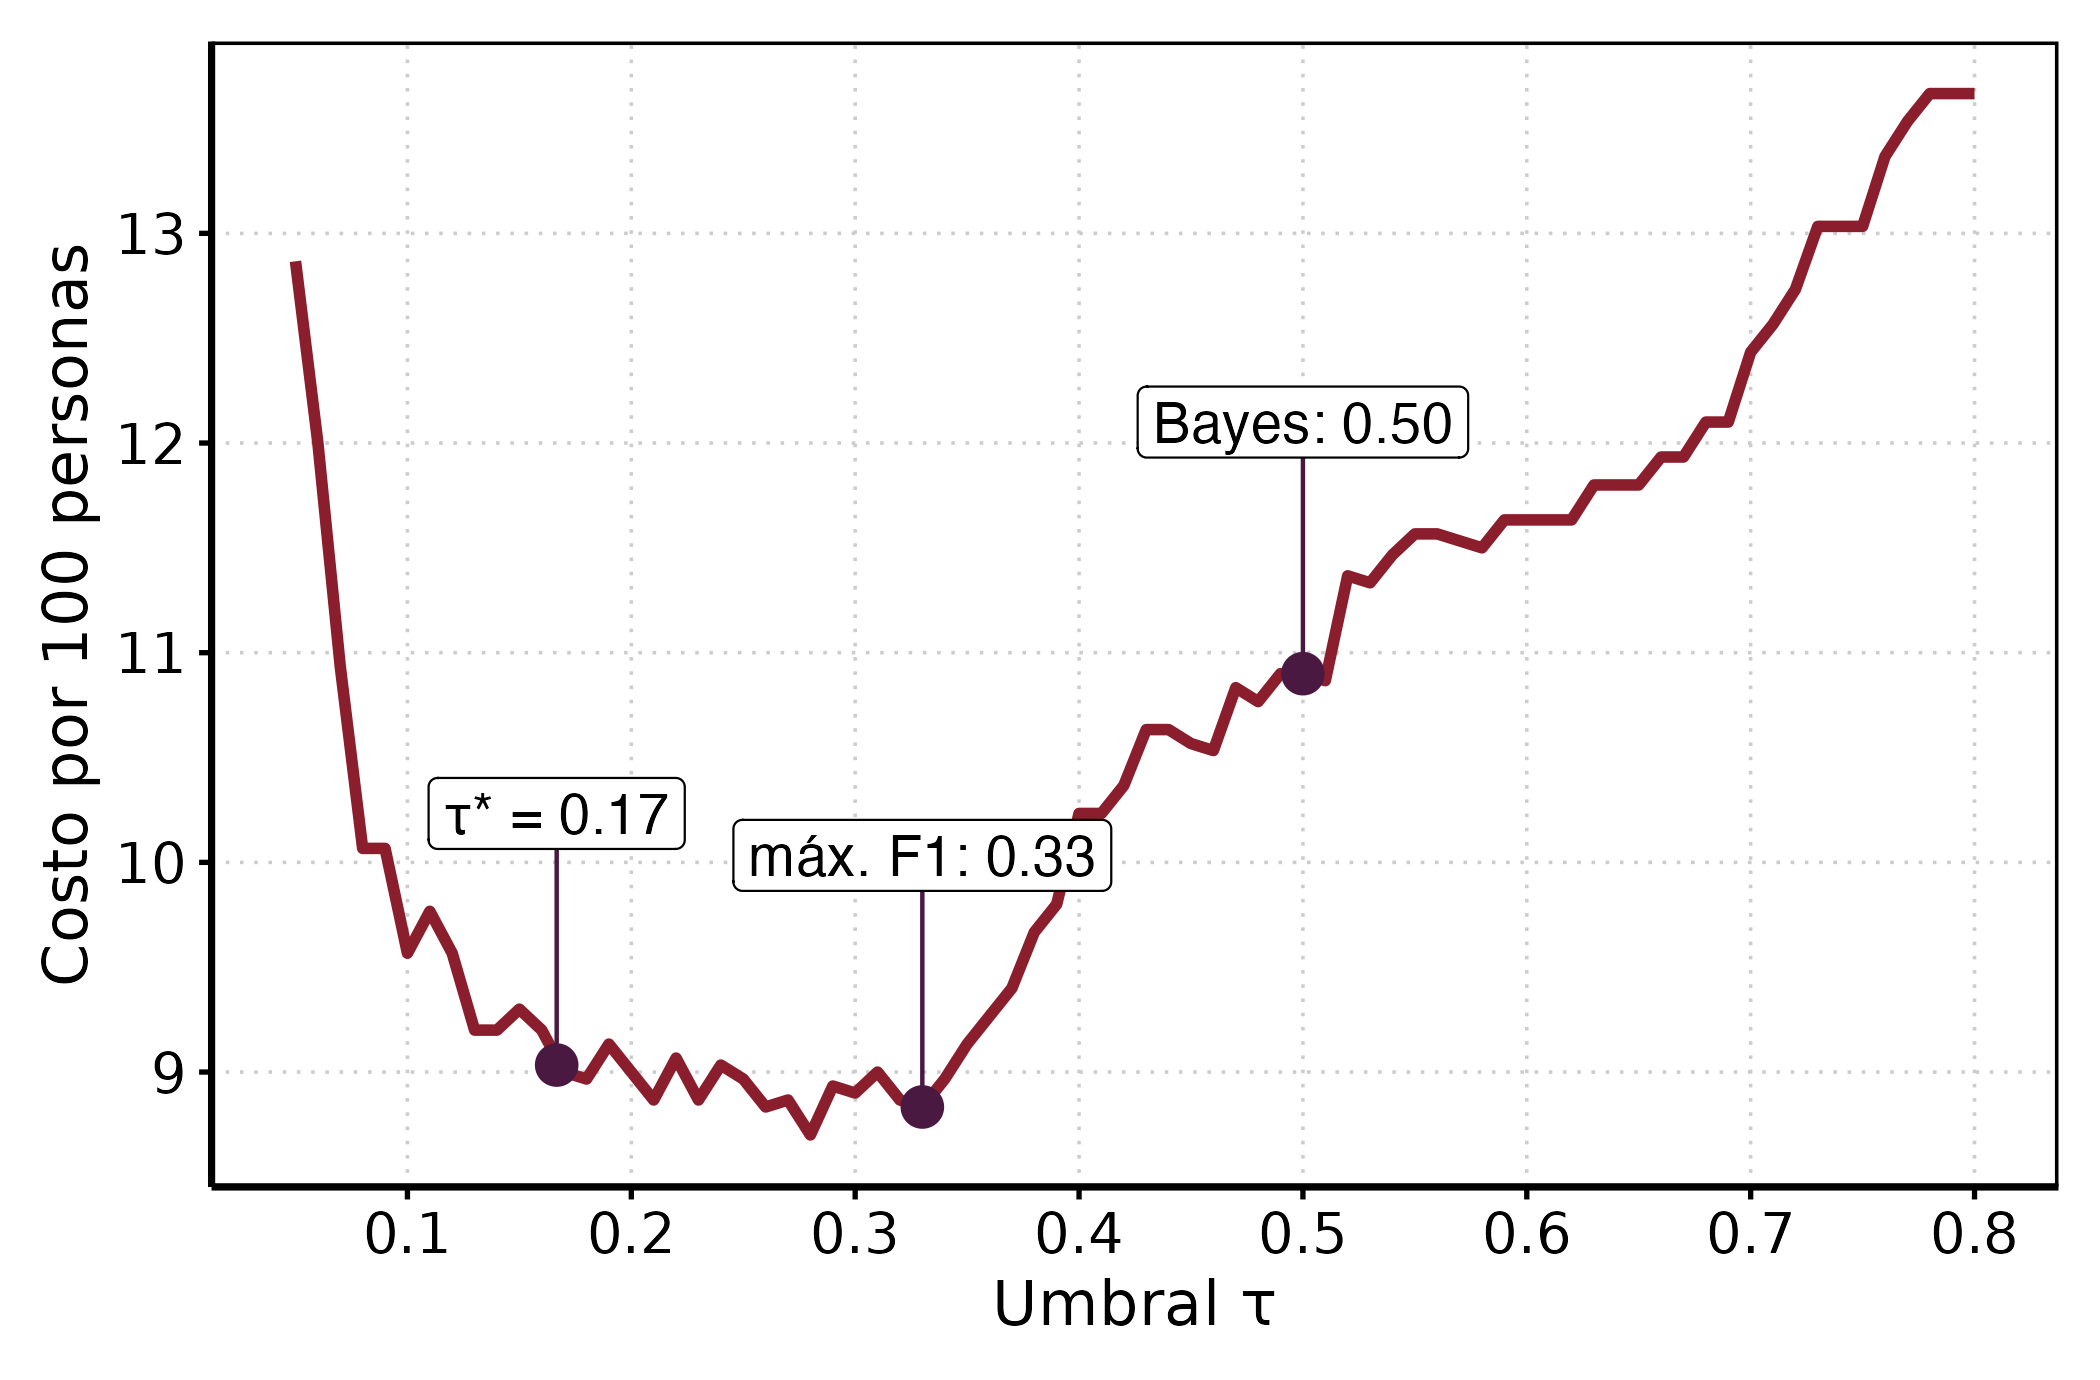 Costo por 100 personas
13
12
11
10
9
Bayes: 0.50
τ* = 0.17
máx. F1: 0.33
0.1 0.2 0.3 0.4 0.5 0.6 0.7 0.8
Umbral τ